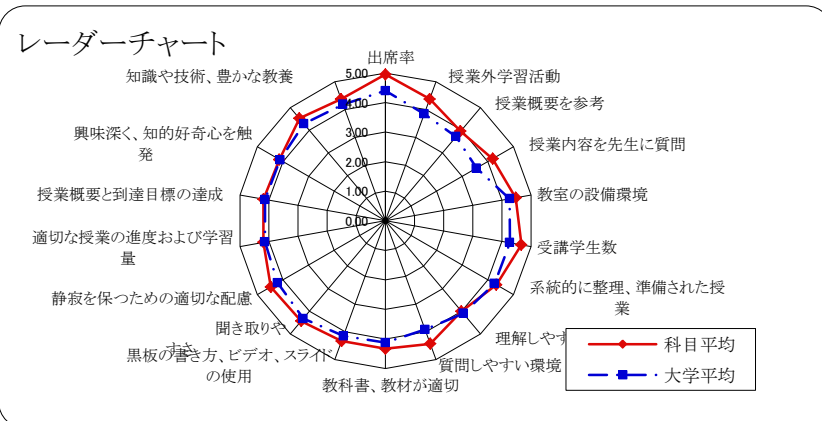 レーダーチャート
出席率
授業外学習活動
授業概要を参考
授業内容を先生に質問
教室の設備環境
受講学生数
系統的に整理、準備された授
業
理解しやす
質問しやすい環境
教科書、教材が適切
黒板の書き方、ビデオ、スライド
の使用
聞き取りや
すさ
静寂を保つための適切な配慮
適切な授業の進度および学習
量
授業概要と到達目標の達成
興味深く、知的好奇心を触
発
知識や技術、豊かな教養
5.00
4.00
3.00
2.00
1.00
0.00
科目平均
大学平均